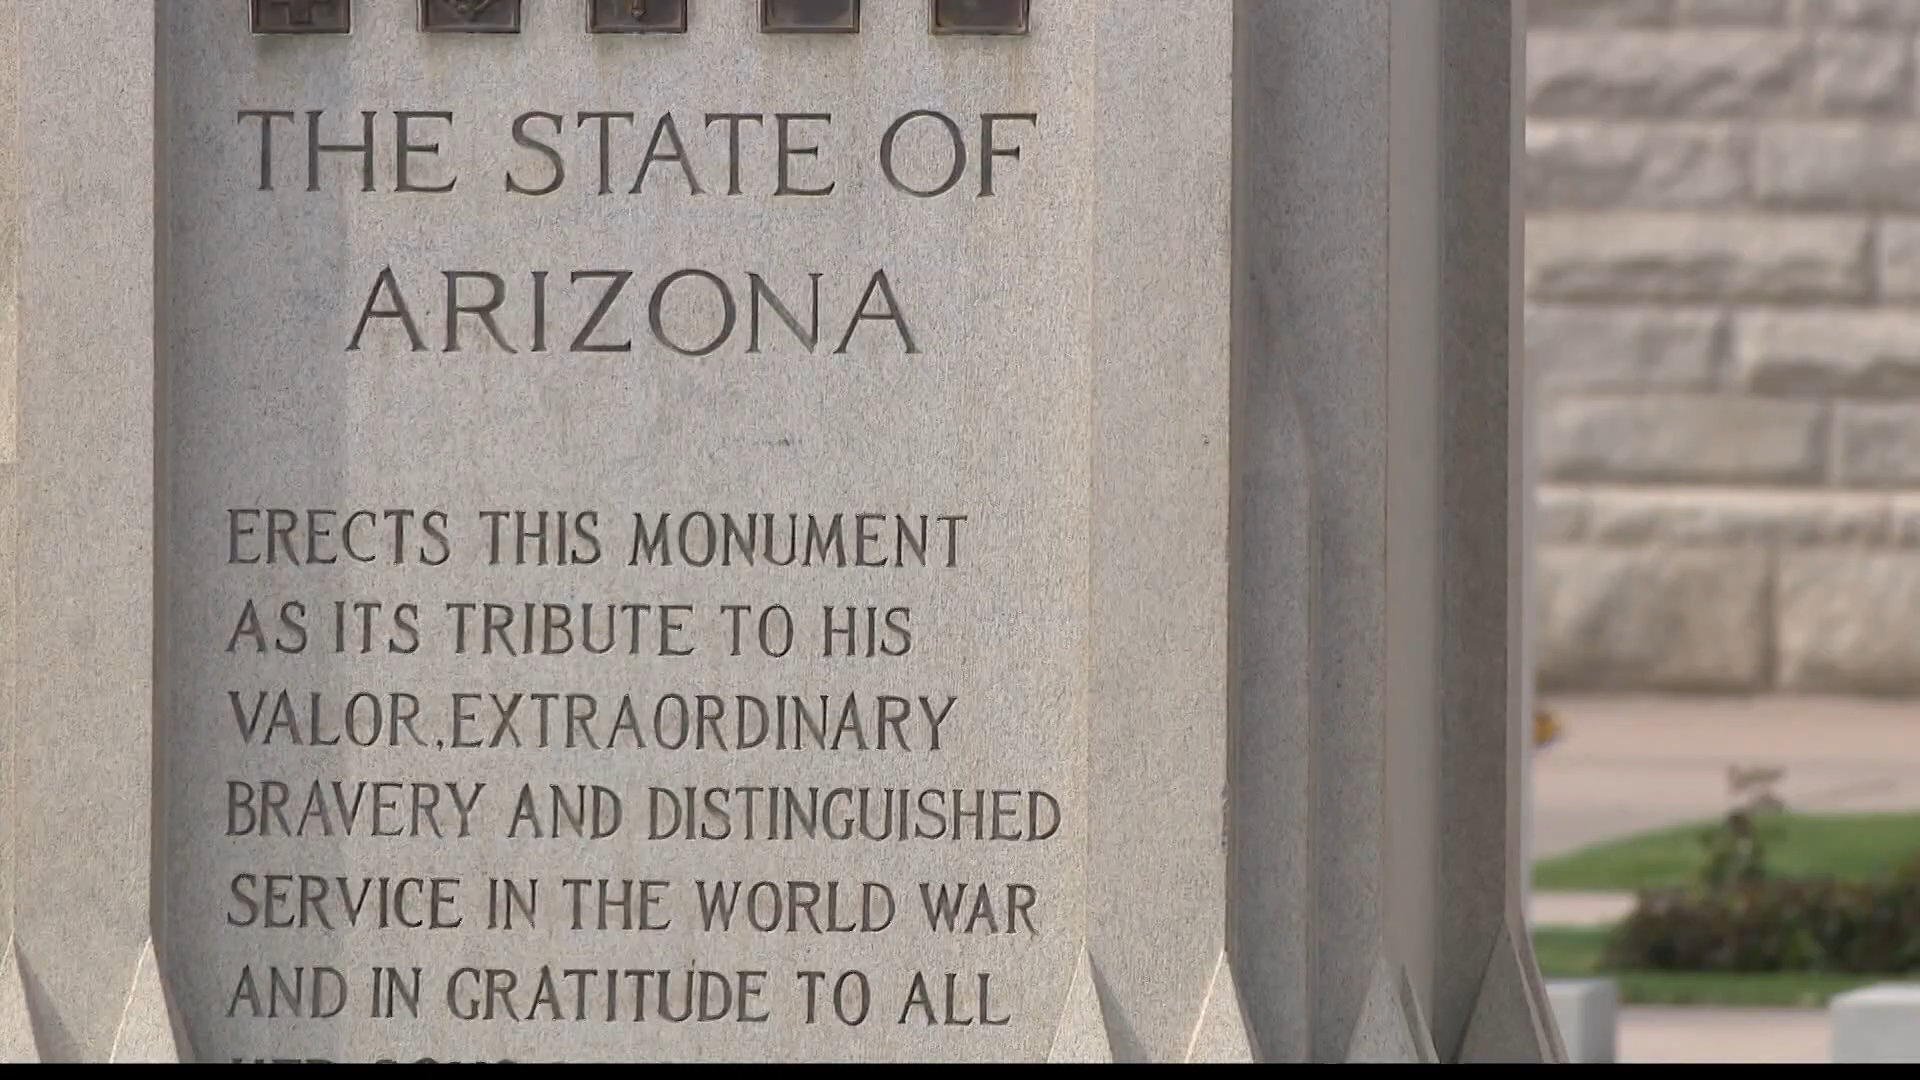 THE STATE OF
ARIZONA
ERECTS THIS MONUMENT
AS ITS TRIBUTE TO HIS
VALOR, EXTRAORDINARY
BRAVERY AND DISTINGUISHED
SERVICE IN THE WORLD WAR
AND IN GRATITUDE TO ALL